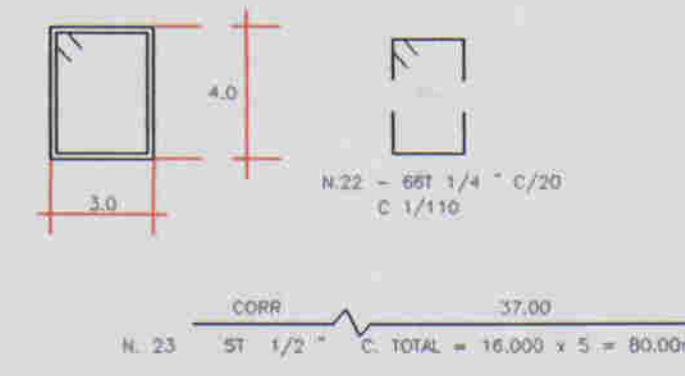 4.0
3.0
N.22 - 66T 1/4 " C/20
C 1/110
CORR 37.00
N. 23 5T 1/2 " C. TOTAL = 16.000 x 5 = 80.00